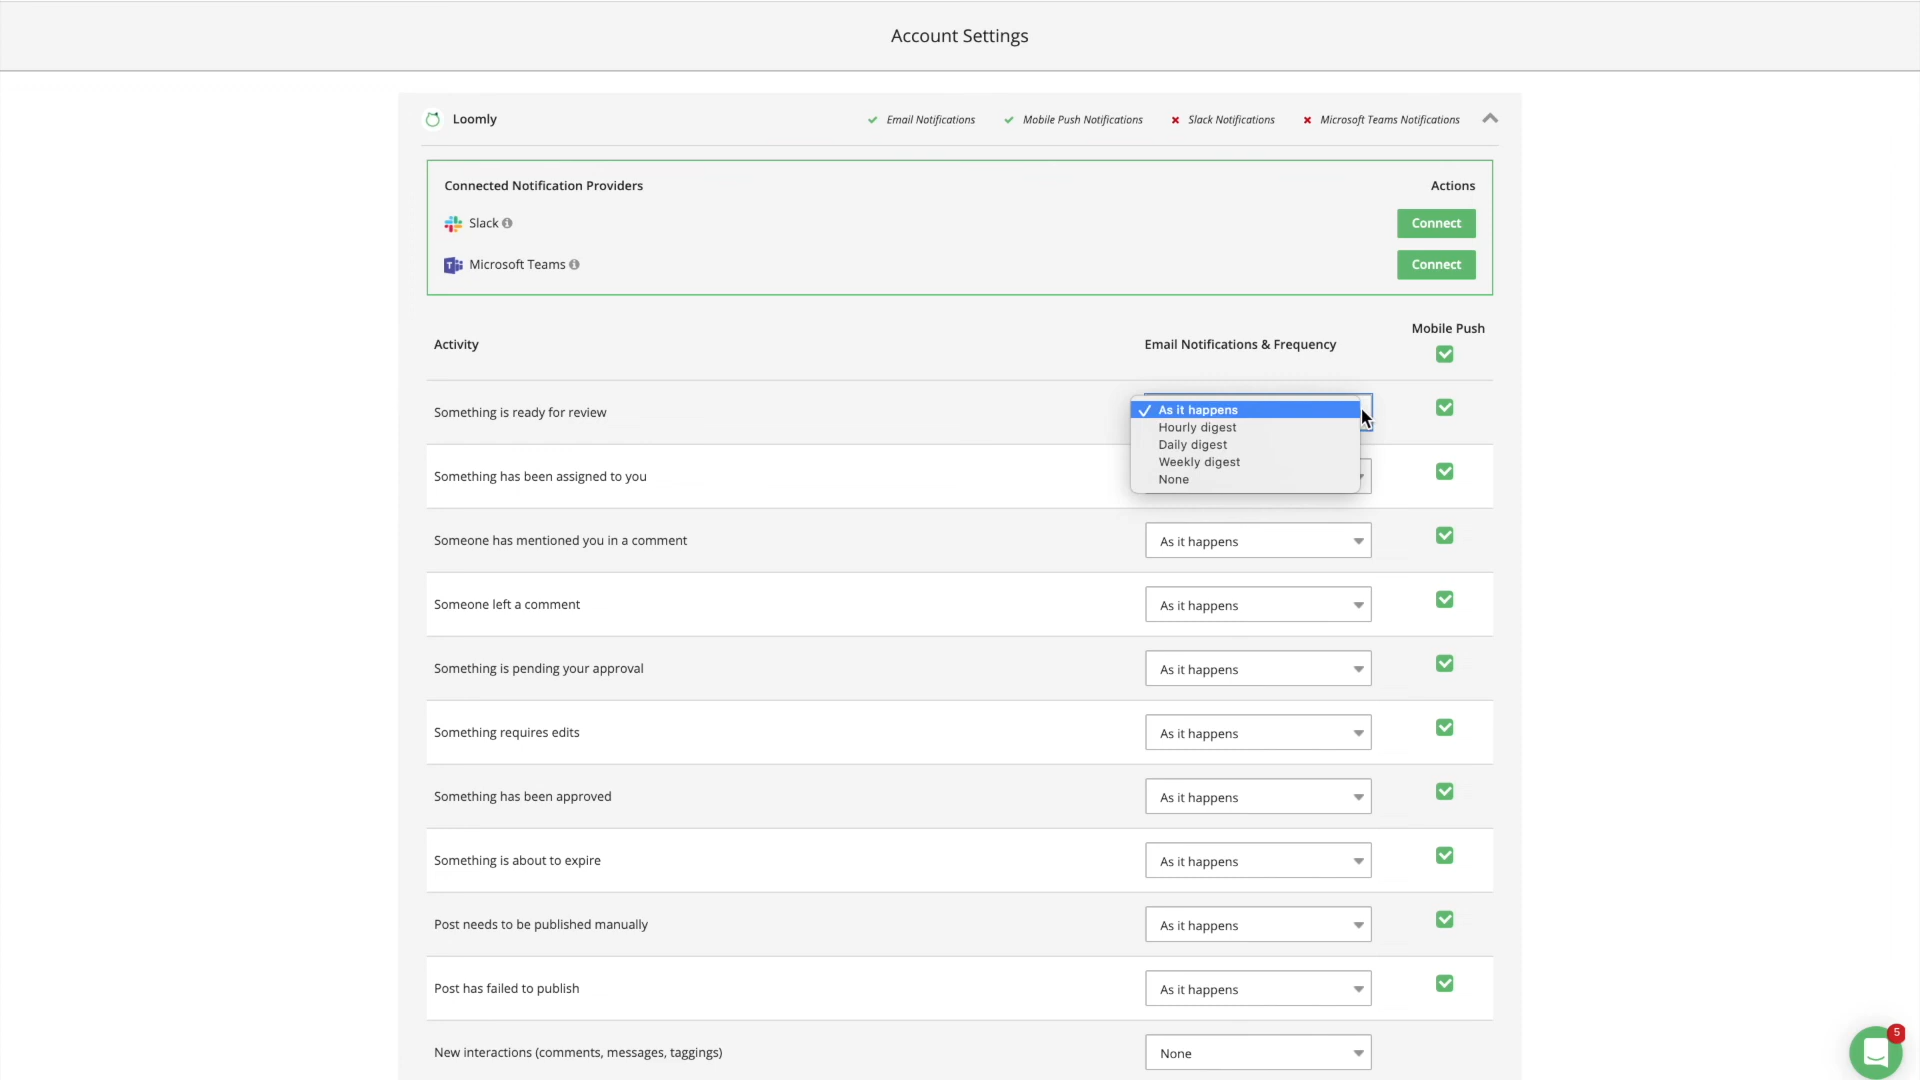 Account Settings
Loomly
Email Notifications
Mobile Push Notifications
Slack Notifications
Microsoft Teams Notifications
Connected Notification Providers
Actions
Slack
Connect
Microsoft Teams
Connect
Activity
Email Notifications & Frequency
Mobile Push
Something is ready for review
As it happens
Hourly digest
Daily digest
Weekly digest
None
Something has been assigned to you
Someone has mentioned you in a comment
As it happens
Someone left a comment
As it happens
Something is pending your approval
As it happens
Something requires edits
As it happens
Something has been approved
As it happens
Something is about to expire
As it happens
Post needs to be published manually
As it happens
Post has failed to publish
As it happens
New interactions (comments, messages, taggings)
None
5